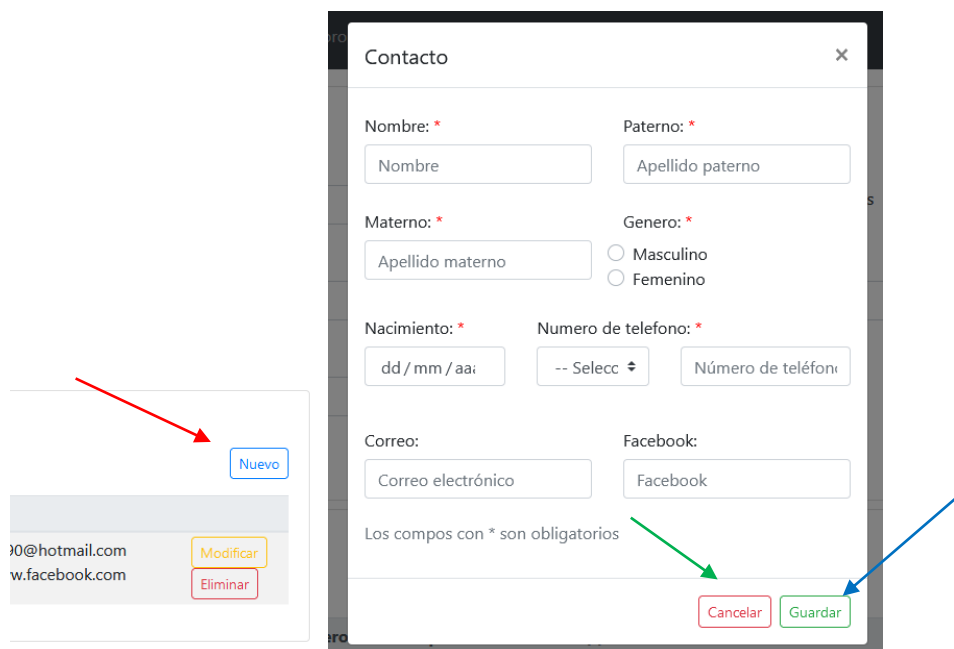 Contacto ×
Nombre: * Paterno: *
Nombre Apellido paterno
Materno: * Genero: *
Apellido materno Masculino
Femenino
Nacimiento: * Numero de telefono: *
dd/mm/aaa -- Selecc Número de teléfon
Correo: Facebook:
Correo electrónico Facebook
Los compos con * son obligatorios
Cancelar Guardar
Nuevo
90@hotmail.com Modificar
w.facebook.com Eliminar